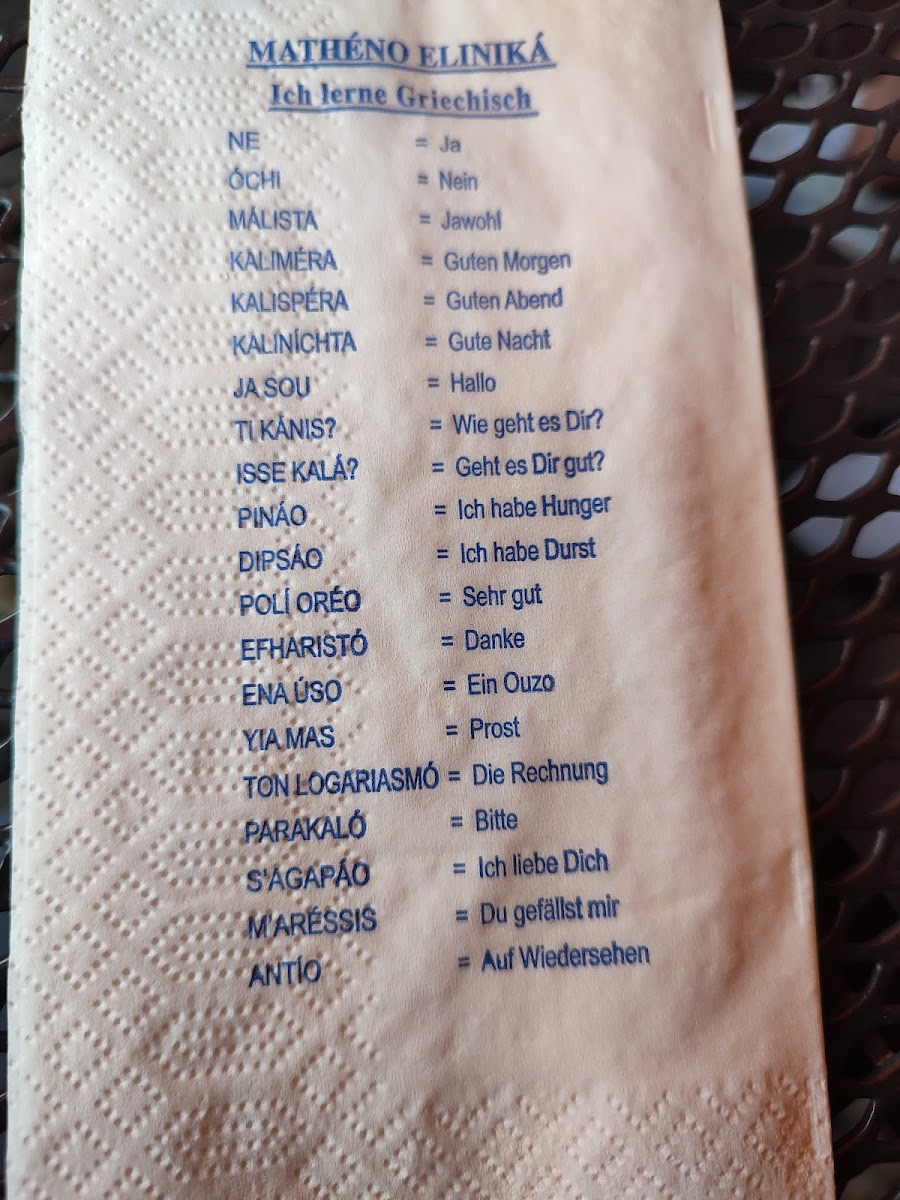 MATHÉNO ELINIKÁ
Ich lerne Griechisch
NE = Ja
ÓCHI = Nein
MÁLISTA = Jawohl
KALIMÉRA = Guten Morgen
KALISPÉRA = Guten Abend
KALINÍCHTA = Gute Nacht
JA SOU = Hallo
TI KÁNIS? = Wie geht es Dir?
ISSE KALÁ? = Geht es Dir gut?
PINÁO = Ich habe Hunger
DIPSÁO = Ich habe Durst
POLÍ ORÉO = Sehr gut
EFHARISTÓ = Danke
ENA ÚSO = Ein Ouzo
YIA MAS = Prost
TON LOGARIASMÓ = Die Rechnung
PARAKALÓ = Bitte
S'AGAPÁO = Ich liebe Dich
M'ARÉSSIS = Du gefällst mir
ANTÍO = Auf Wiedersehen